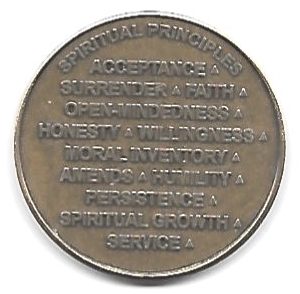 SPIRITUAL PRINCIPLES
ACCEPTANCE ▵
SURRENDER ▵ FAITH ▵
OPEN-MINDEDNESS ▵
HONESTY ▵ WILLINGNESS ▵
MORAL INVENTORY ▵
AMENDS ▵ HUMILITY ▵
PERSISTENCE ▵
SPIRITUAL GROWTH ▵
SERVICE ▵